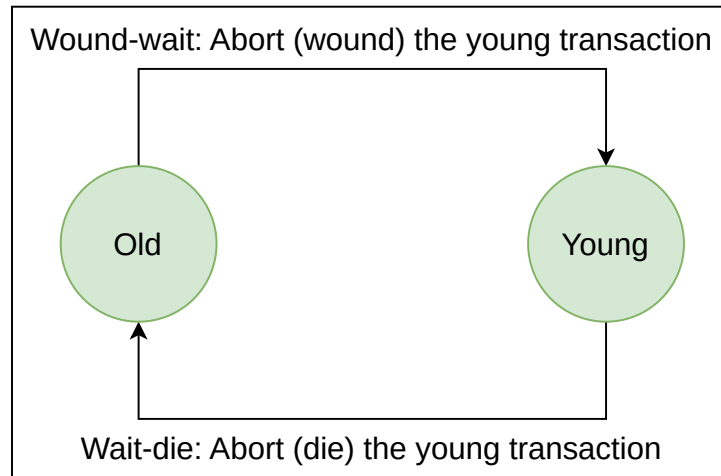 Wound-wait: Abort (wound) the young transaction
Old
Young
Wait-die: Abort (die) the young transaction